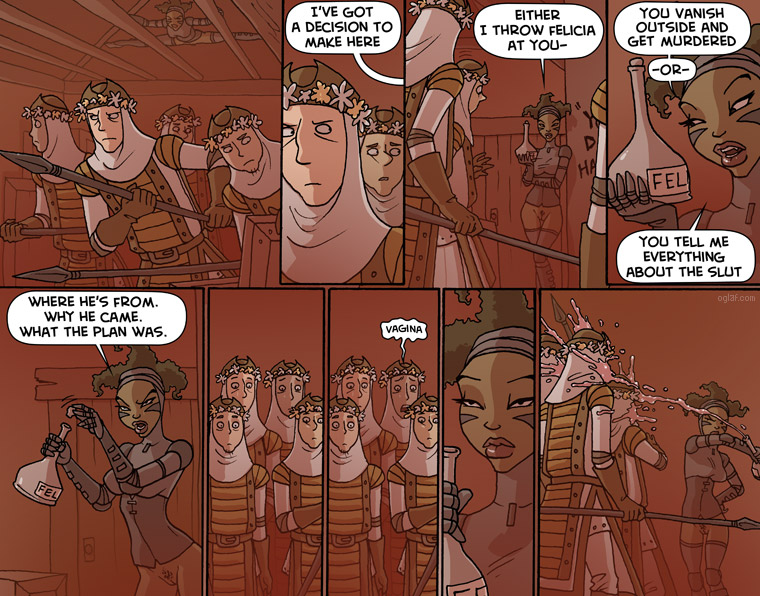 I'VE GOT
A DECISION TO
MAKE HERE
EITHER
I THROW FELICIA
AT YOU-
YOU VANISH
OUTSIDE AND
GET MURDERED
-OR-
FEL
YOU TELL ME
EVERYTHING
ABOUT THE SLUT
WHERE HE'S FROM.
WHY HE CAME.
WHAT THE PLAN WAS.
FEL
VAGINA
ogl3f.com